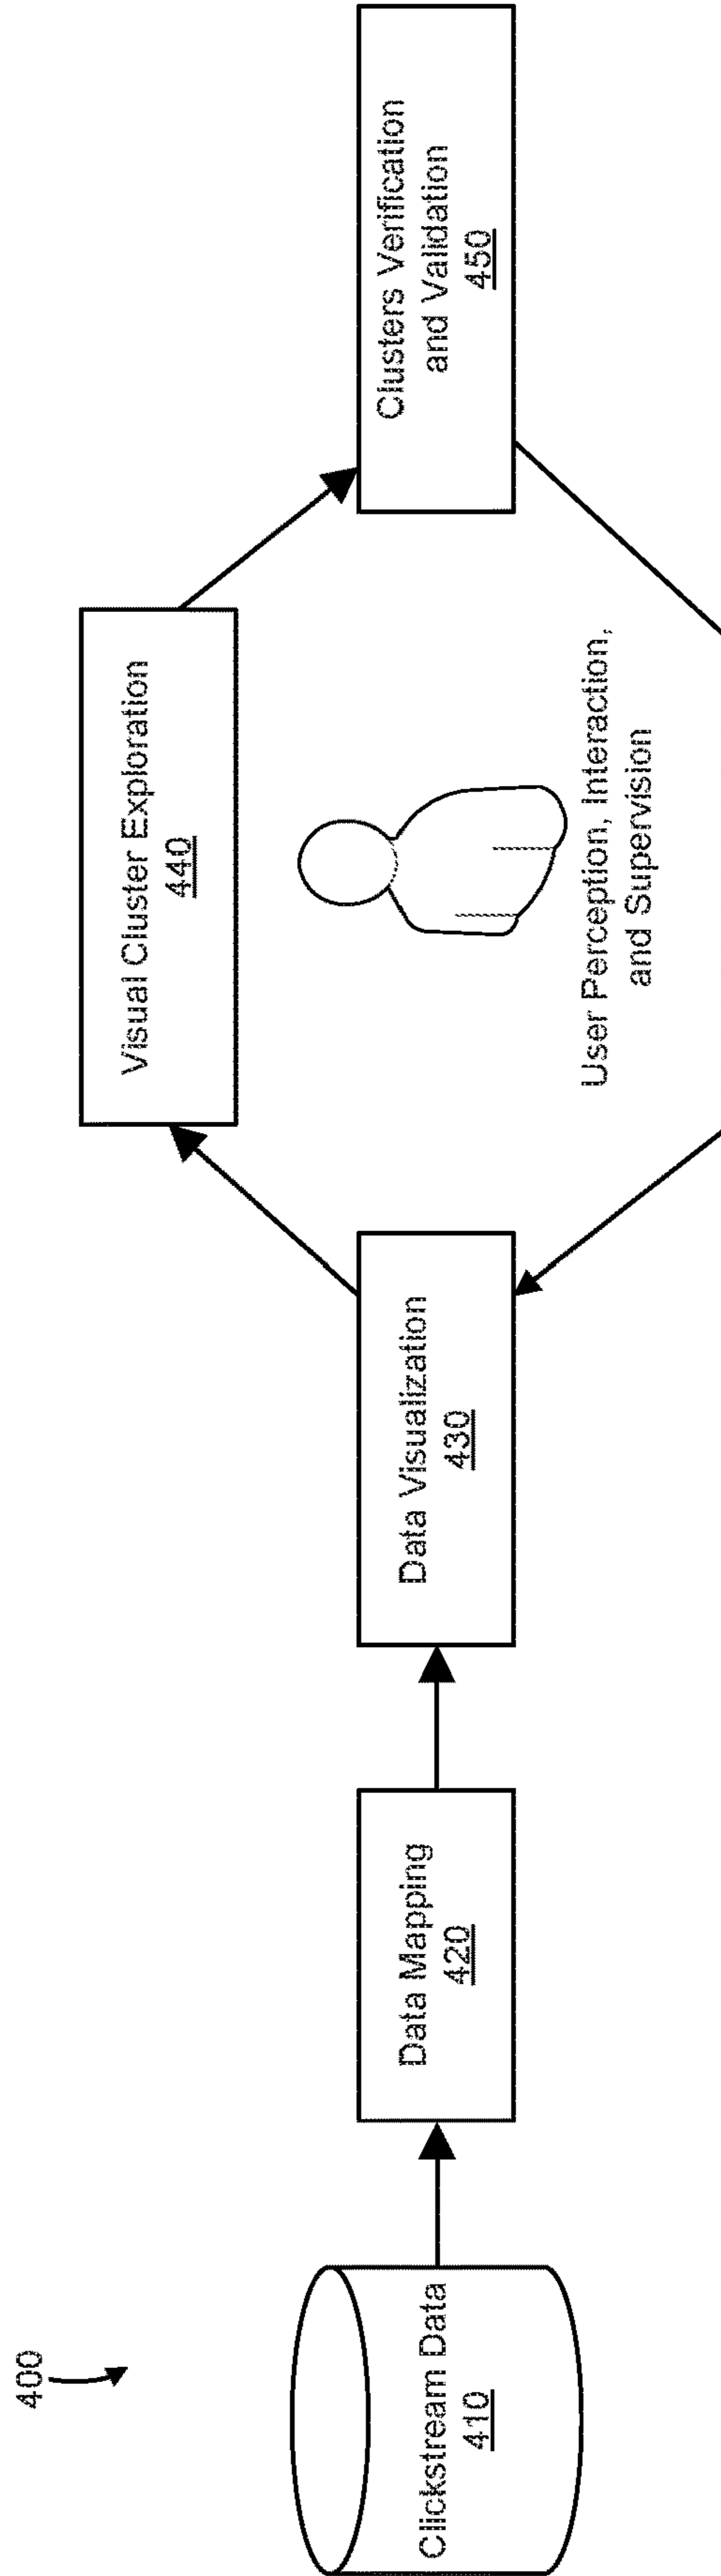 400
Clickstream Data
410
Data Mapping
420
Data Visualization
430
Visual Cluster Exploration
440
User Perception, Interaction,
and Supervision
Clusters Verification
and Validation
450